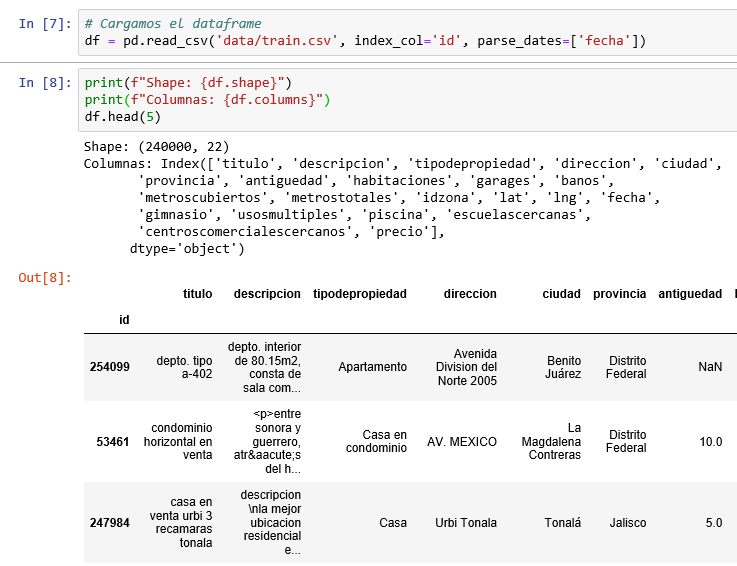 In [7]: # Cargamos el dataframe
df = pd.read_csv('data/train.csv', index_col='id', parse_dates=['fecha'])
In [8]: print(f"Shape: {df.shape}")
print(f"Columnas: {df.columns}")
df.head(5)
Shape: (240000, 22)
Columnas: Index(['titulo', 'descripcion', 'tipodepropiedad', 'direccion', 'ciudad',
'provincia', 'antiguedad', 'habitaciones', 'garages', 'banos',
'metroscubiertos', 'metrostotales', 'idzona', 'lat', 'lng', 'fecha',
'gimnasio', 'usosmultiples', 'piscina', 'escuelascercanas',
'centroscomercialescercanos', 'precio'],
dtype='object')
Out[8]:
titulo descripcion tipodepropiedad direccion ciudad provincia antiguedad
id
254099
depto. tipo
a-402
depto. interior
de 80.15m2,
consta de
sala com...
Apartamento
Avenida
Division del
Norte 2005
Benito
Juárez
Distrito
Federal
NaN
53461
condominio
horizontal en
venta
<p>entre
sonora y
guerrero,
atr&aacute;s
del h...
Casa en
condominio
AV. MEXICO
La
Magdalena
Contreras
Distrito
Federal
10.0
247984
casa en
venta urbi 3
recamaras
tonala
descripcion
\nla mejor
ubicacion
residencial
e...
Casa
Urbi Tonala
Tonalá
Jalisco
5.0